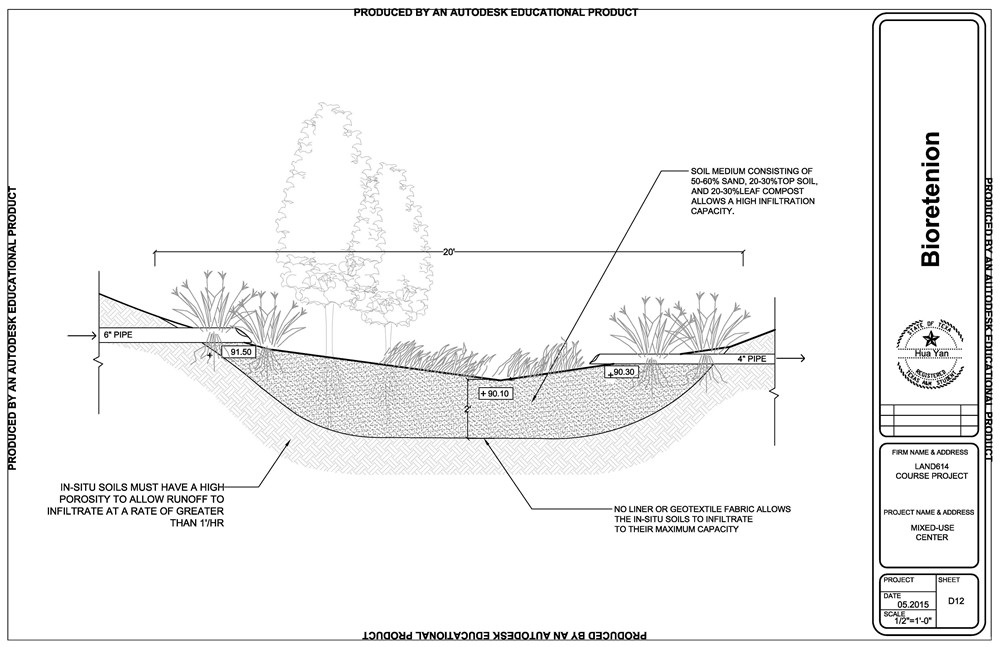 PRODUCED BY AN AUTODESK EDUCATIONAL PRODUCT
PRODUCED BY AN AUTODESK EDUCATIONAL PRODUCT
SOIL MEDIUM CONSISTING OF
50-60% SAND, 20-30%TOP SOIL,
AND 20-30%LEAF COMPOST
ALLOWS A HIGH INFILTRATION
CAPACITY.
20'
6" PIPE
91.50
4" PIPE
+90.30
+90.10
2'
IN-SITU SOILS MUST HAVE A HIGH
POROSITY TO ALLOW RUNOFF TO
INFILTRATE AT A RATE OF GREATER
THAN 1'/HR
NO LINER OR GEOTEXTILE FABRIC ALLOWS
THE IN-SITU SOILS TO INFILTRATE
TO THEIR MAXIMUM CAPACITY
Bioretenion
STATE OF TEXA
Hua Yan
REGISTERED
TEXAS A&M STUDENT
FIRM NAME & ADDRESS
LAND614
COURSE PROJECT
PROJECT NAME & ADDRESS
MIXED-USE
CENTER
PROJECT
SHEET
DATE
05.2015
D12
SCALE
1/2"=1'-0"
PRODUCED BY AN AUTODESK EDUCATIONAL PRODUCT
PRODUCED BY AN AUTODESK EDUCATIONAL PRODUCT